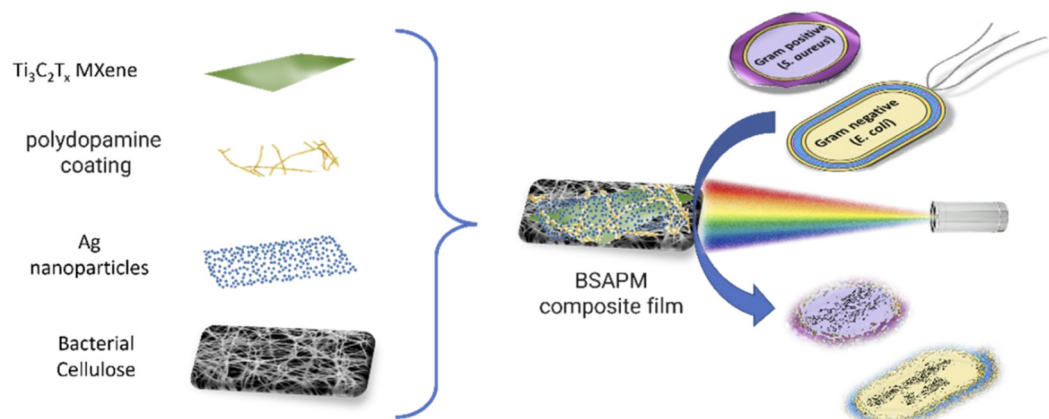 Ti₃C₂Tₓ MXene
polydopamine
coating
Ag
nanoparticles
Bacterial
Cellulose
BSAPM
composite film
Gram positive
(S. aureus)
Gram negative
(E. coli)